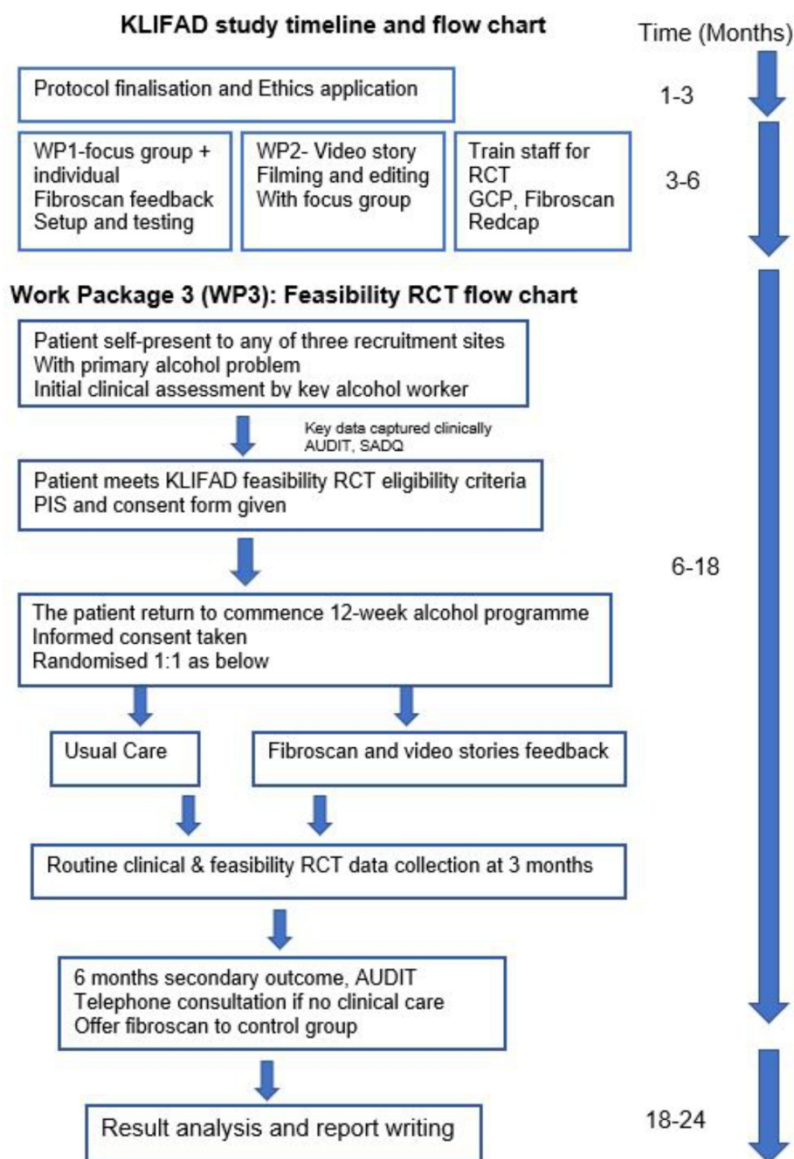 KLIFAD study timeline and flow chart
Time (Months)
Protocol finalisation and Ethics application
1-3
WP1-focus group +
individual
Fibroscan feedback
Setup and testing
WP2- Video story
Filming and editing
With focus group
Train staff for
RCT
GCP, Fibroscan
Redcap
3-6
Work Package 3 (WP3): Feasibility RCT flow chart
Patient self-present to any of three recruitment sites
With primary alcohol problem
Initial clinical assessment by key alcohol worker
Key data captured clinically
AUDIT, SADQ
Patient meets KLIFAD feasibility RCT eligibility criteria
PIS and consent form given
6-18
The patient return to commence 12-week alcohol programme
Informed consent taken
Randomised 1:1 as below
Usual Care
Fibroscan and video stories feedback
Routine clinical & feasibility RCT data collection at 3 months
6 months secondary outcome, AUDIT
Telephone consultation if no clinical care
Offer fibroscan to control group
Result analysis and report writing
18-24